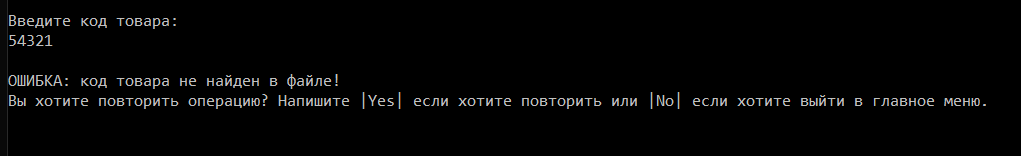 Введите код товара:
54321
ОШИБКА: код товара не найден в файле!
Вы хотите повторить операцию? Напишите |Yes| если хотите повторить или |No| если хотите выйти в главное меню.